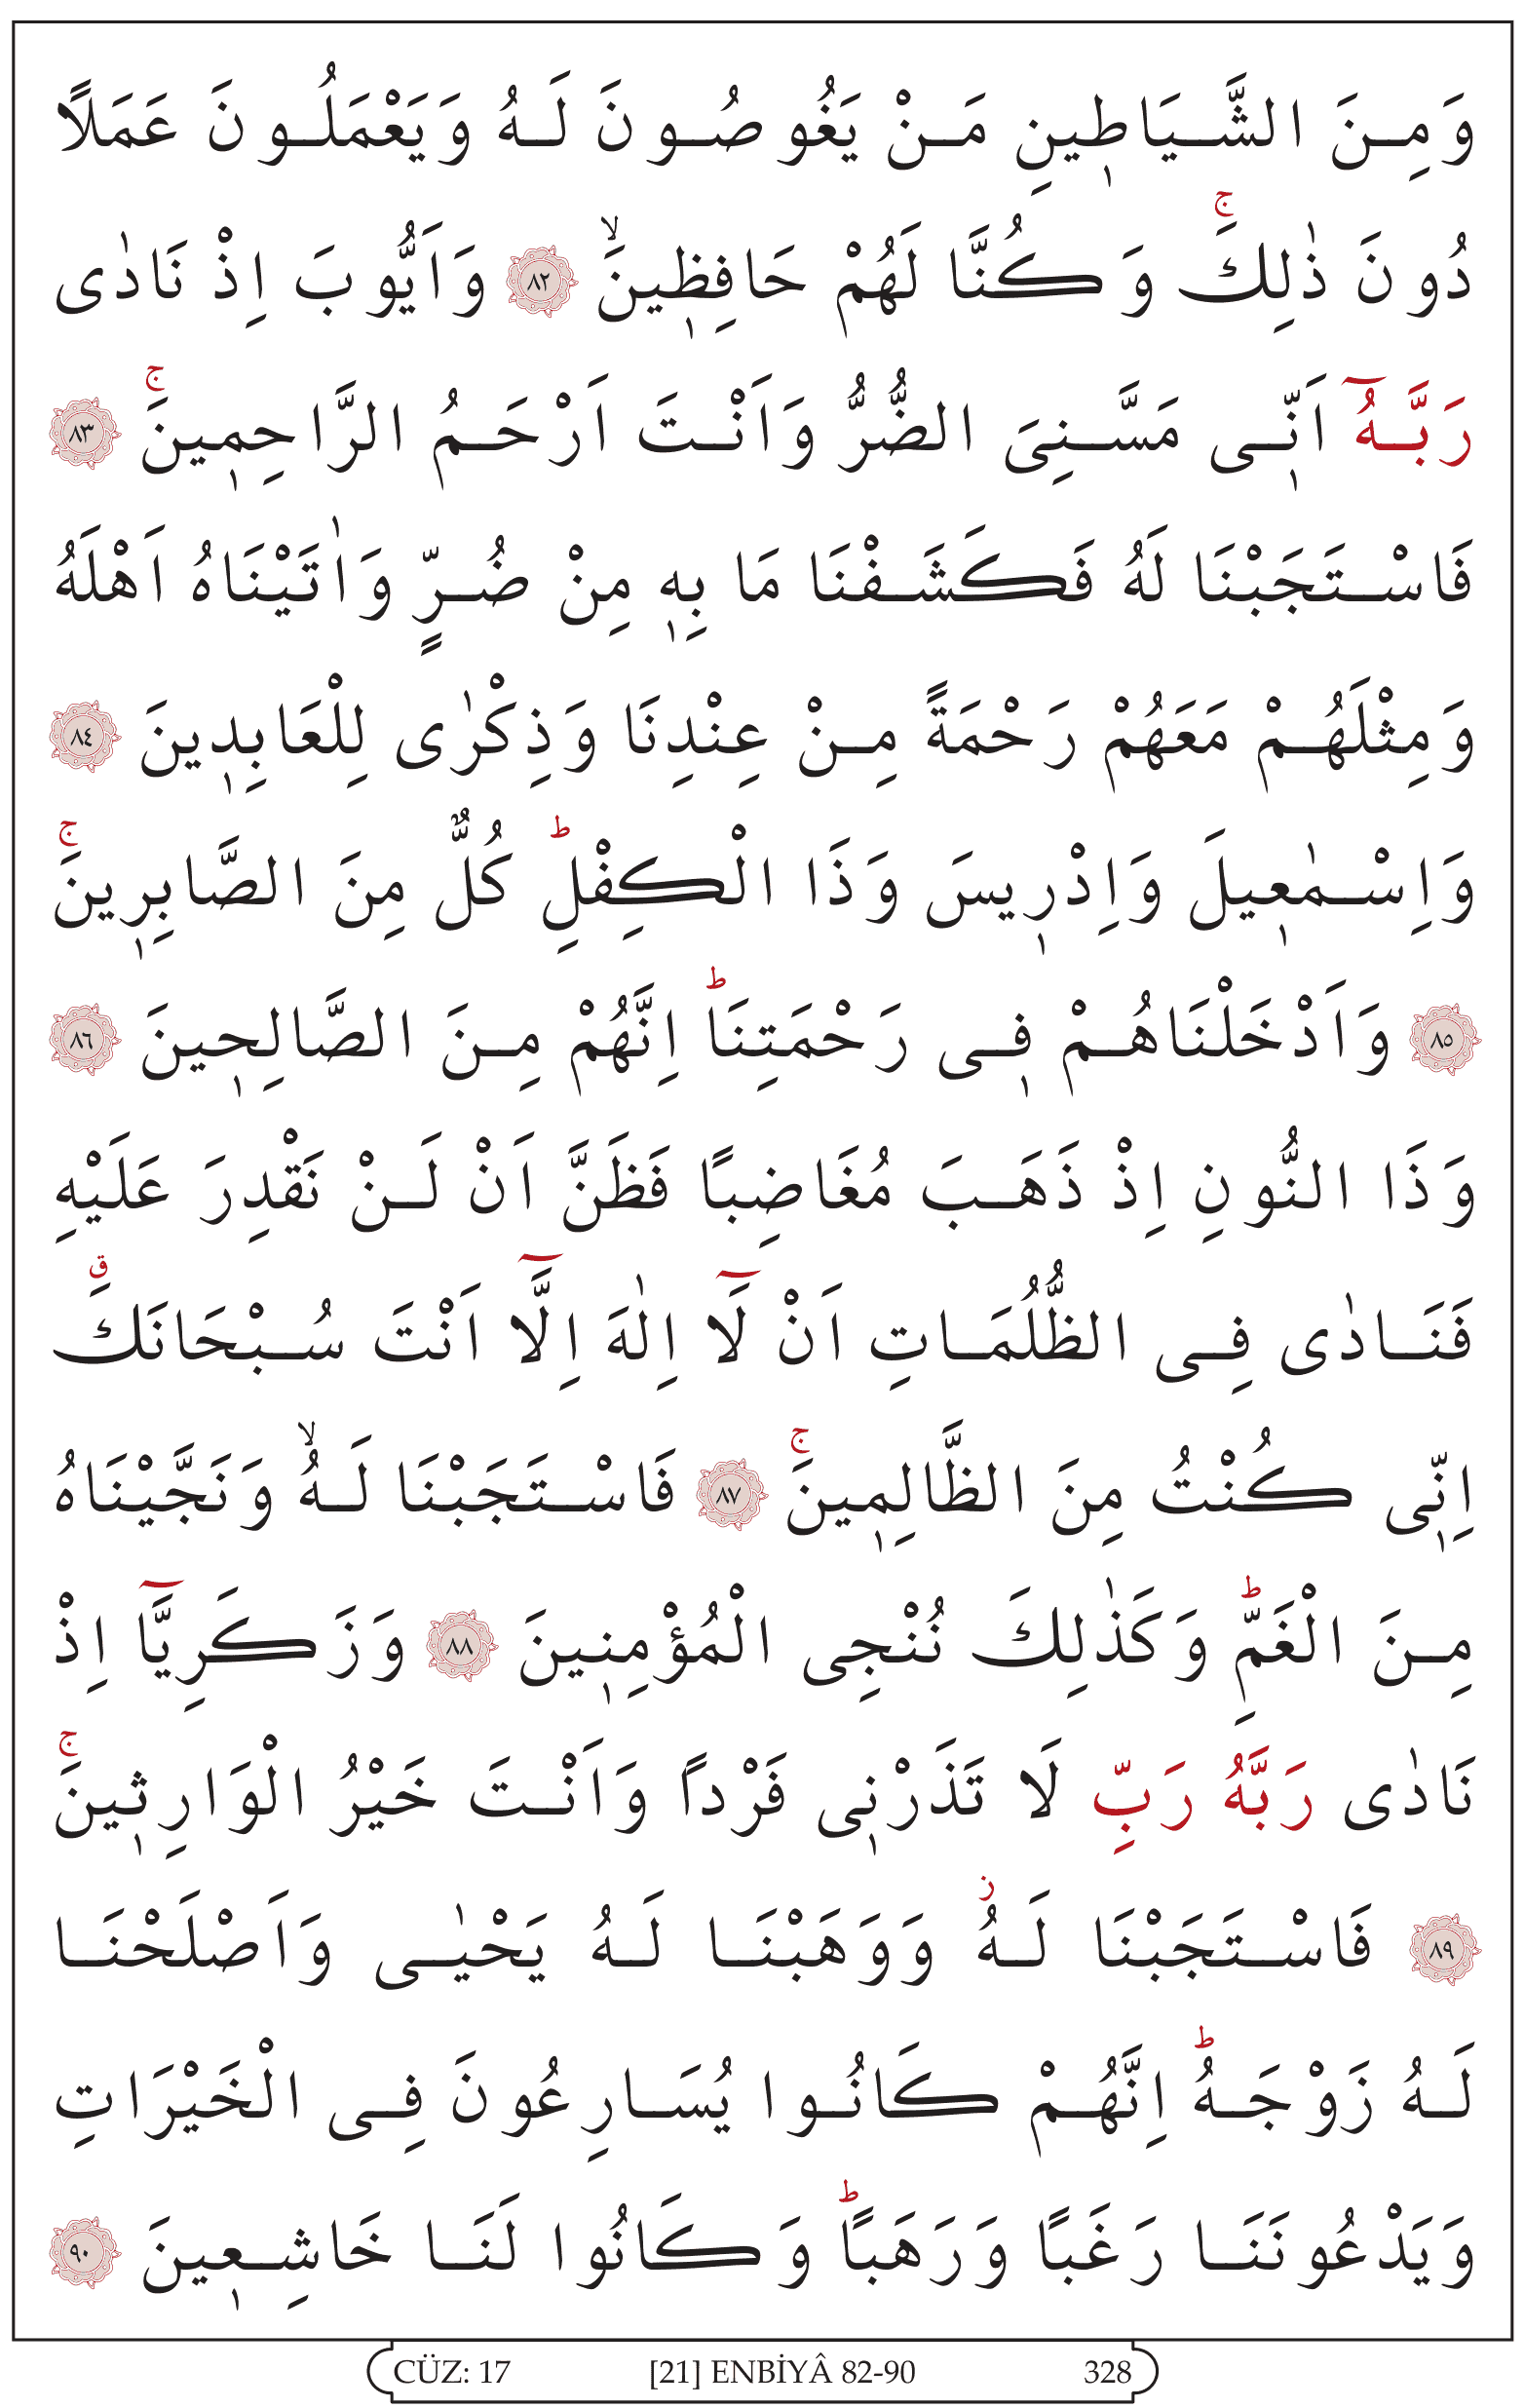 وَمِنَ الشَّيَاط۪ينِ مَنْ يَغُوصُونَ لَهُ وَيَعْمَلُونَ عَمَلًا
دُونَ ذٰلِكَۚ وَكُنَّا لَهُمْ حَافِظ۪ينَۙ ﴿٨٢﴾ وَاَيُّوبَ اِذْ نَادٰى
رَبَّهُٓ اَنّ۪ى مَسَّنِىَ الضُّرُّ وَاَنْتَ اَرْحَمُ الرَّاحِم۪ينَۚ ﴿٨٣﴾
فَاسْتَجَبْنَا لَهُ فَكَشَفْنَا مَا بِه۪ مِنْ ضُرٍّ وَاٰتَيْنَاهُ اَهْلَهُ
وَمِثْلَهُمْ مَعَهُمْ رَحْمَةً مِنْ عِنْدِنَا وَذِكْرٰى لِلْعَابِد۪ينَ ﴿٨٤﴾
وَاِسْمٰع۪يلَ وَاِدْر۪يسَ وَذَا الْكِفْلِۜ كُلٌّ مِنَ الصَّابِر۪ينَۚ
﴿٨٥﴾ وَاَدْخَلْنَاهُمْ ف۪ى رَحْمَتِنَاۜ اِنَّهُمْ مِنَ الصَّالِح۪ينَ ﴿٨٦﴾
وَذَا النُّونِ اِذْ ذَهَبَ مُغَاضِبًا فَظَنَّ اَنْ لَنْ نَقْدِرَ عَلَيْهِ
فَنَادٰى فِى الظُّلُمَاتِ اَنْ لَٓا اِلٰهَ اِلَّٓا اَنْتَ سُبْحَانَكَۗ
اِنّ۪ى كُنْتُ مِنَ الظَّالِم۪ينَۚ ﴿٨٧﴾ فَاسْتَجَبْنَا لَهُۙ وَنَجَّيْنَاهُ
مِنَ الْغَمِّۜ وَكَذٰلِكَ نُنْجِى الْمُؤْمِن۪ينَ ﴿٨٨﴾ وَزَكَرِيَّٓا اِذْ
نَادٰى رَبَّهُ رَبِّ لَا تَذَرْن۪ى فَرْداً وَاَنْتَ خَيْرُ الْوَارِث۪ينَۚ
﴿٨٩﴾ فَاسْتَجَبْنَا لَهُۘ وَوَهَبْنَا لَهُ يَحْيٰى وَاَصْلَحْنَا
لَهُ زَوْجَهُۜ اِنَّهُمْ كَانُوا يُسَارِعُونَ فِى الْخَيْرَاتِ
وَيَدْعُونَنَا رَغَبًا وَرَهَبًاۜ وَكَانُوا لَنَا خَاشِع۪ينَ ﴿٩٠﴾
CÜZ: 17 [21] ENBİYÂ 82-90 328